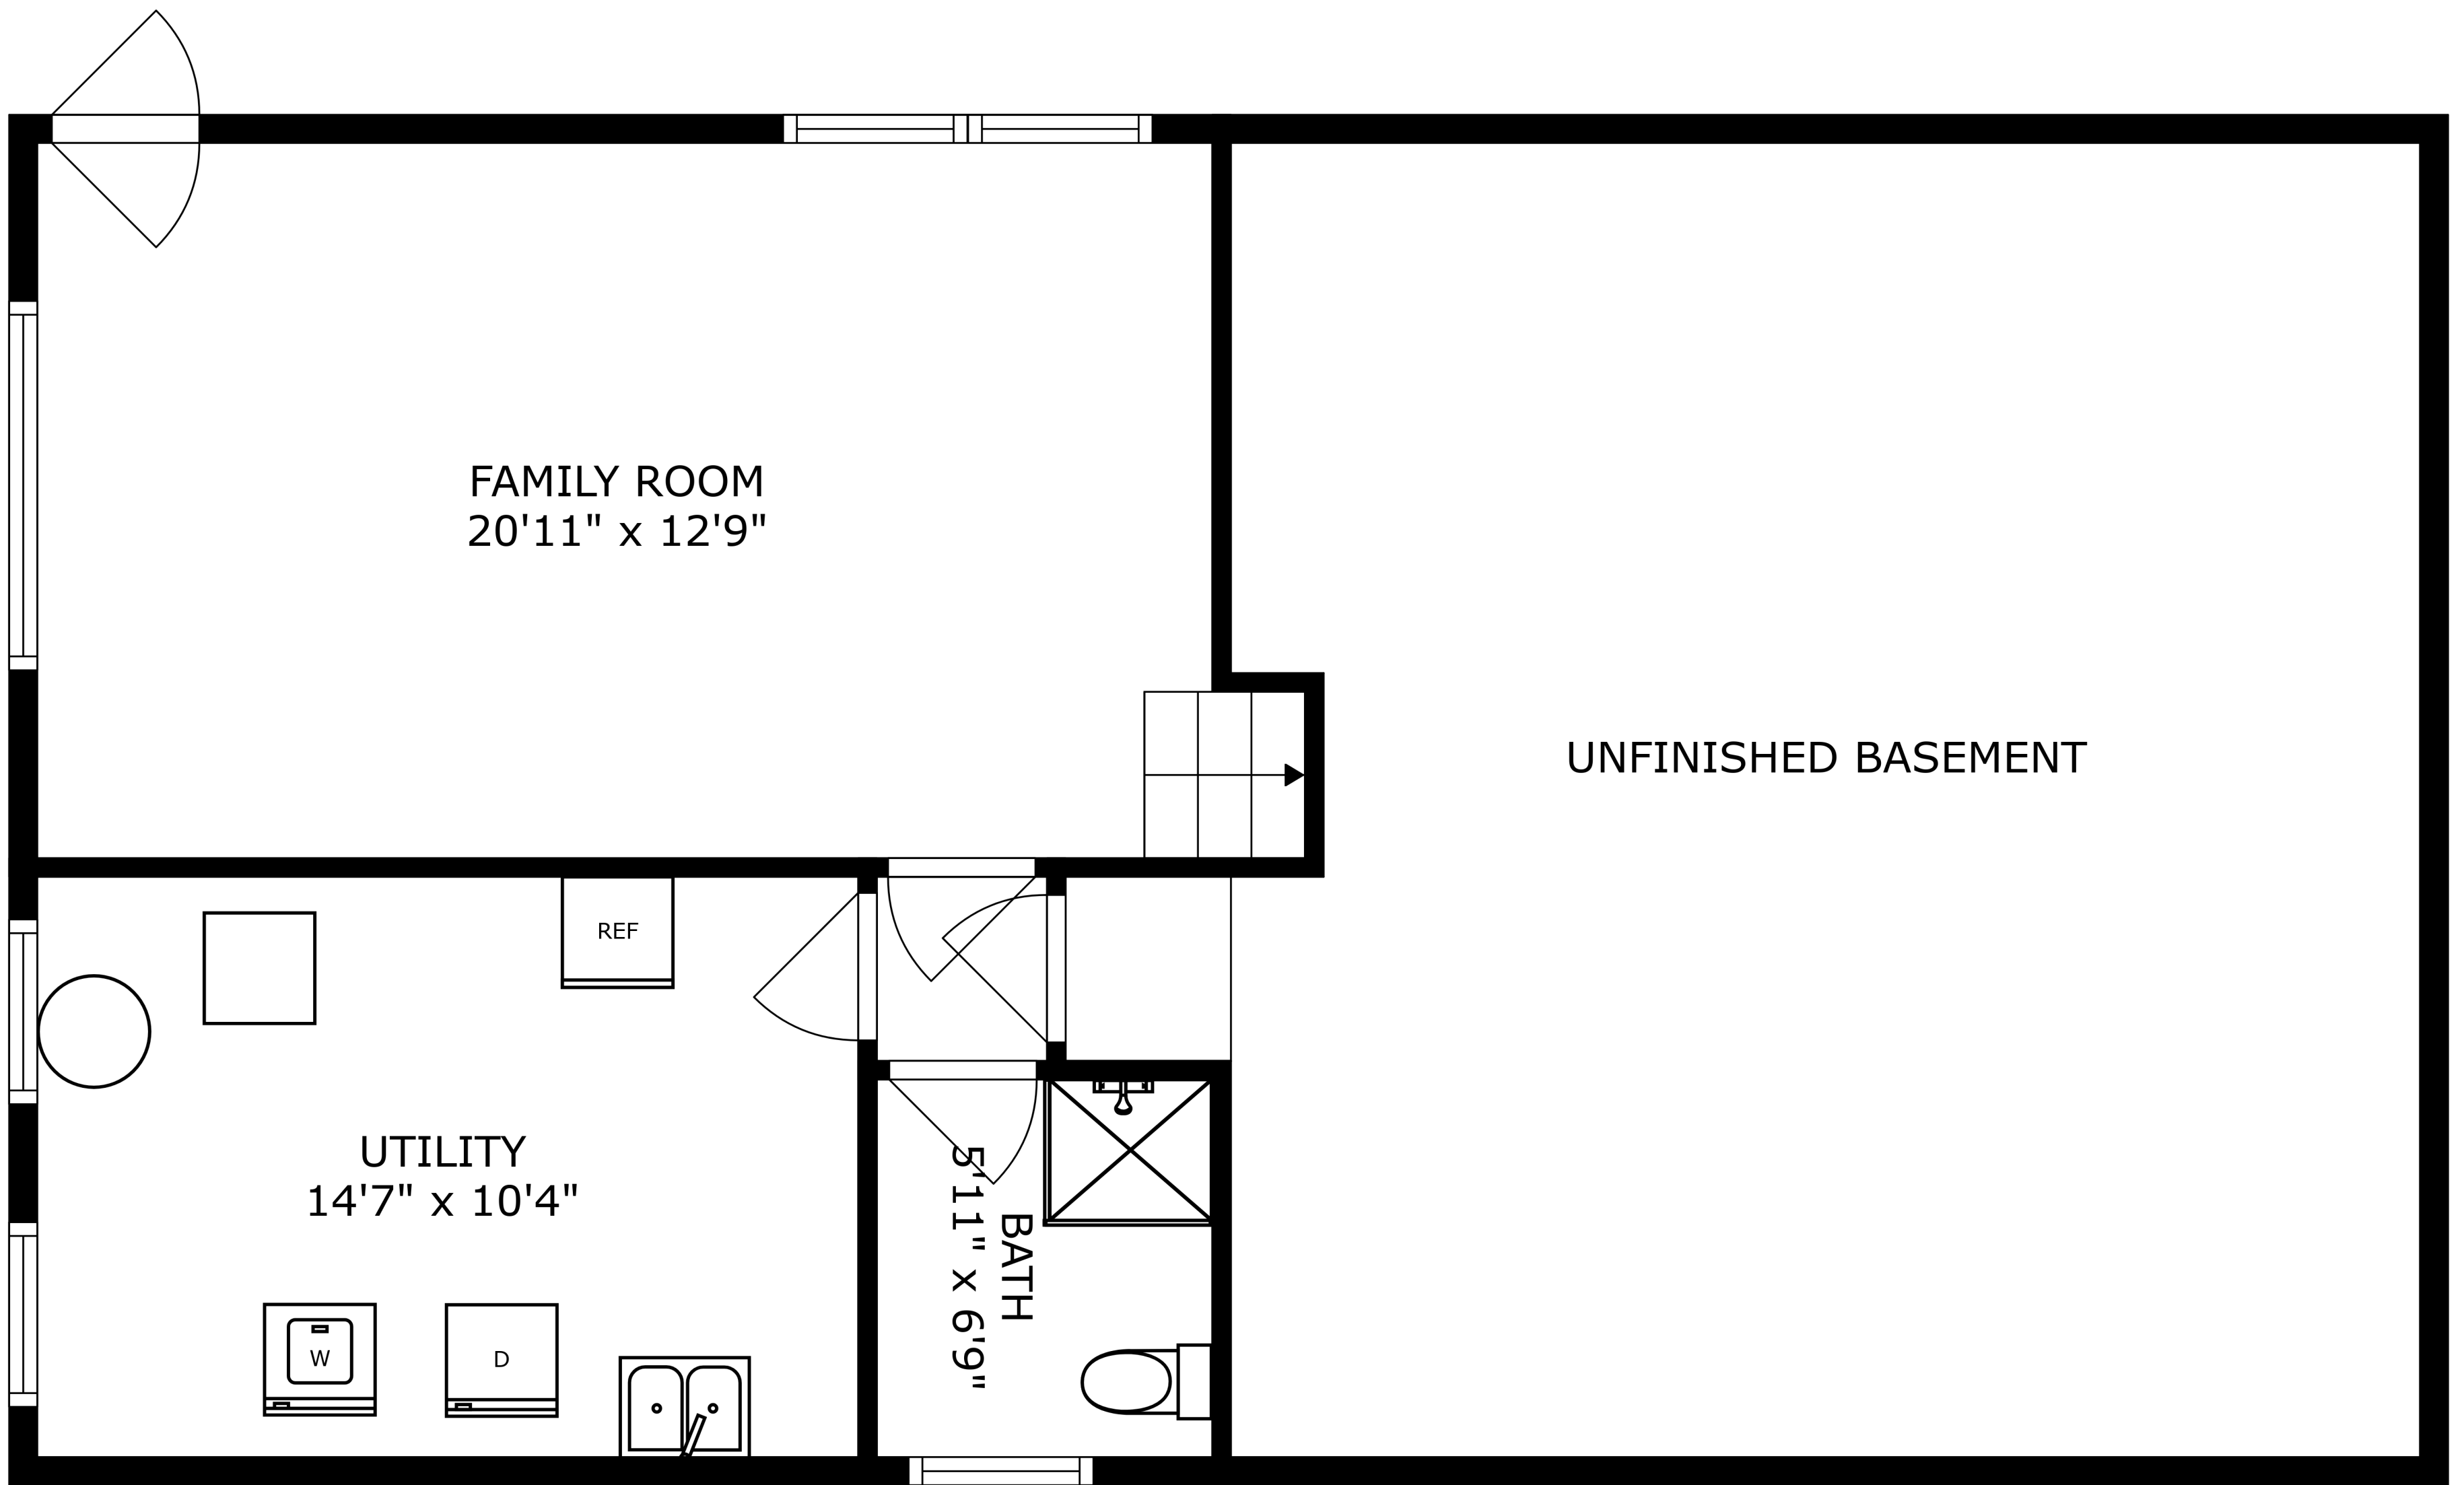 FAMILY ROOM
20'11" x 12'9"
UNFINISHED BASEMENT
REF
UTILITY
14'7" x 10'4"
W
D
BATH
5'11" x 6'9"